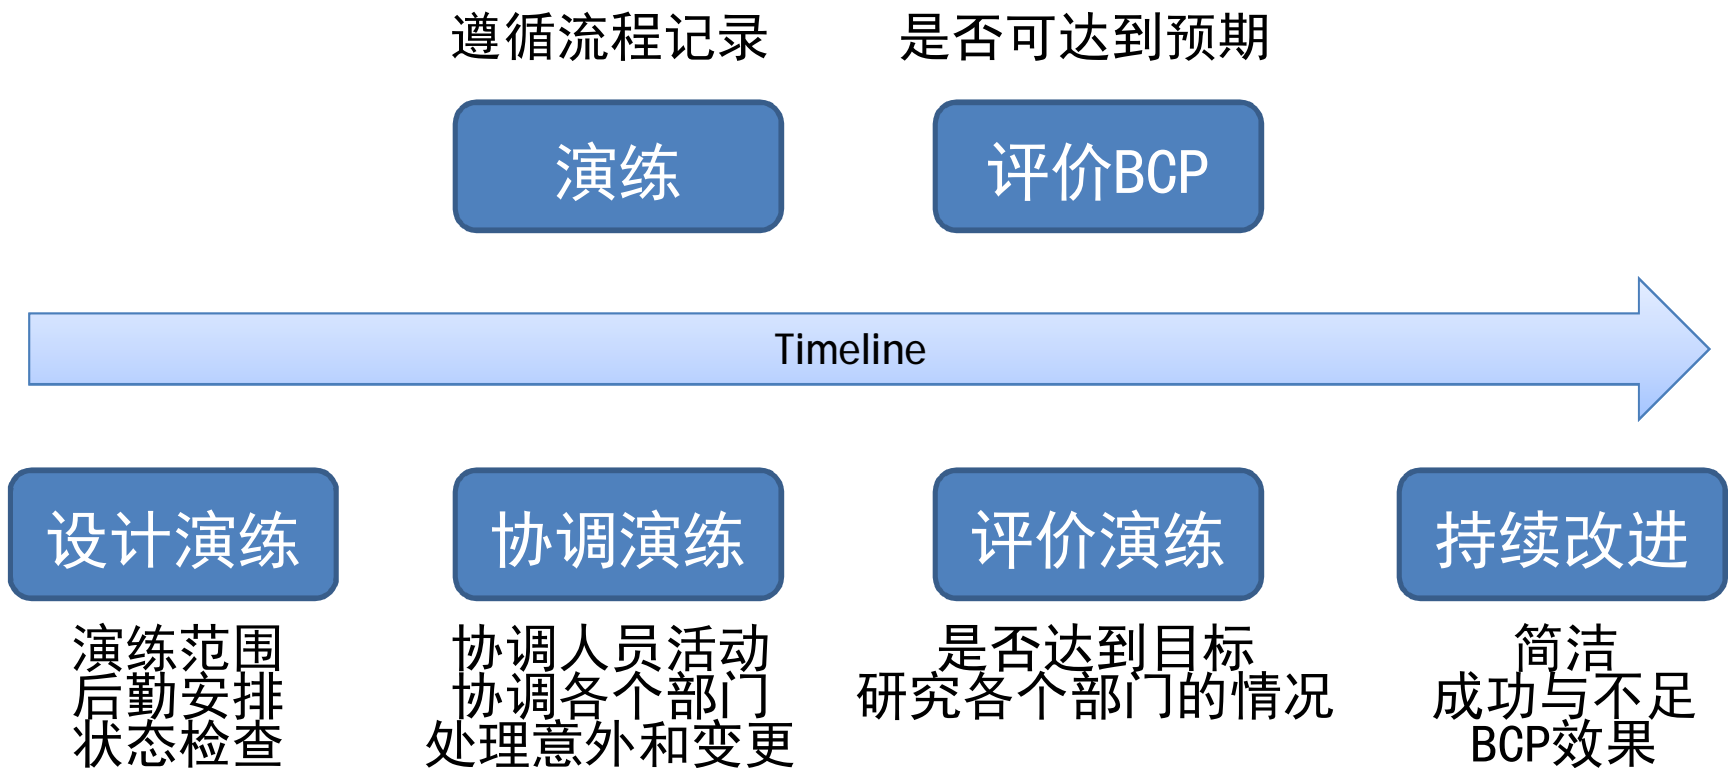 遵循流程记录
是否可达到预期
演练
评价BCP
Timeline
设计演练
协调演练
评价演练
持续改进
演练范围
后勤安排
状态检查
协调人员活动
协调各个部门
处理意外和变更
是否达到目标
研究各个部门的情况
简洁
成功与不足
BCP效果